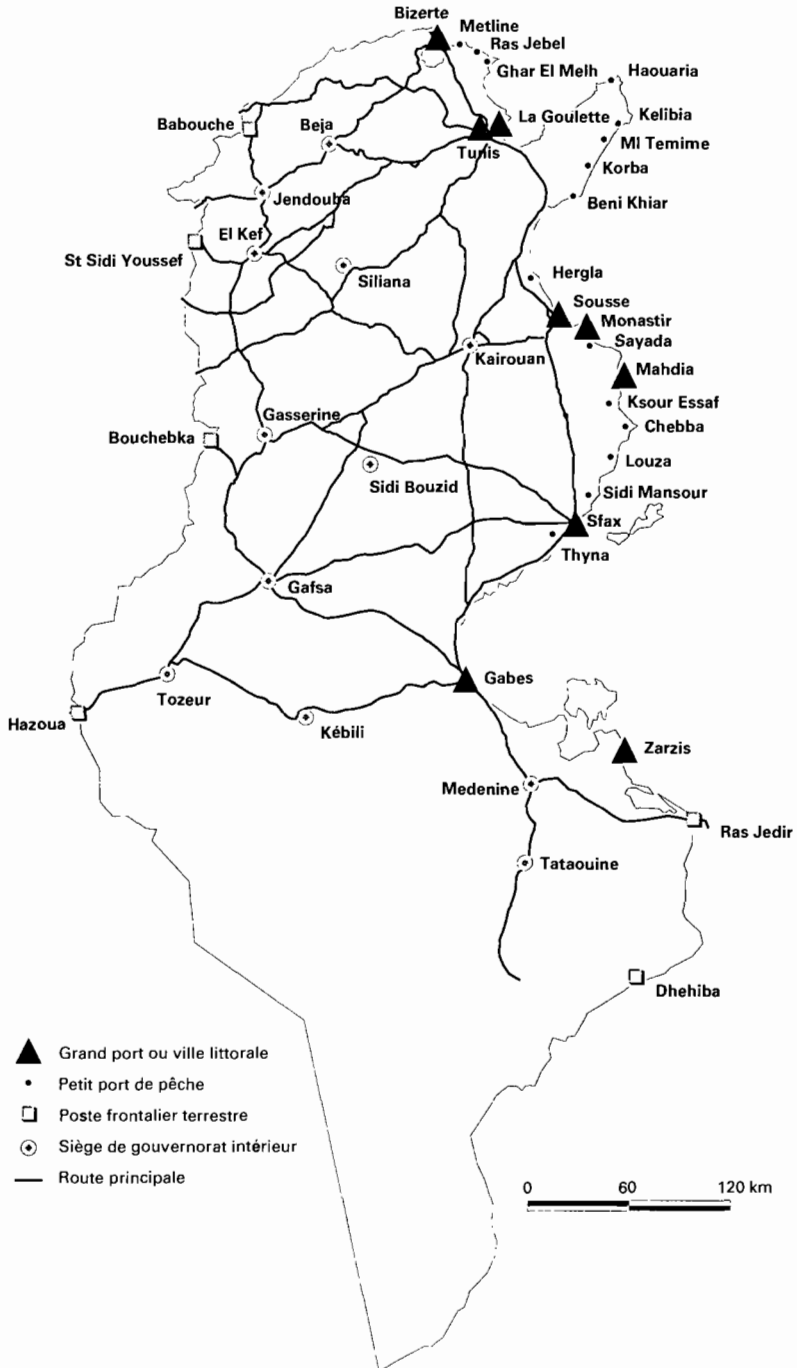 Bizerte
Metline
Ras Jebel
Ghar El Melh
Haouaria
La Goulette
Kelibia
Babouche
Beja
Tunis
Ml Temime
Korba
Jendouba
Beni Khiar
El Kef
St Sidi Youssef
Siliana
Hergla
Sousse
Monastir
Sayada
Kairouan
Mahdia
Ksour Essaf
Gasserine
Chebba
Bouchebka
Louza
Sidi Bouzid
Sidi Mansour
Sfax
Thyna
Gafsa
Gabes
Tozeur
Hazoua
Kébili
Zarzis
Medenine
Ras Jedir
Tataouine
Dhehiba
Grand port ou ville littorale
Petit port de pêche
Poste frontalier terrestre
Siège de gouvernorat intérieur
Route principale
0 60 120 km